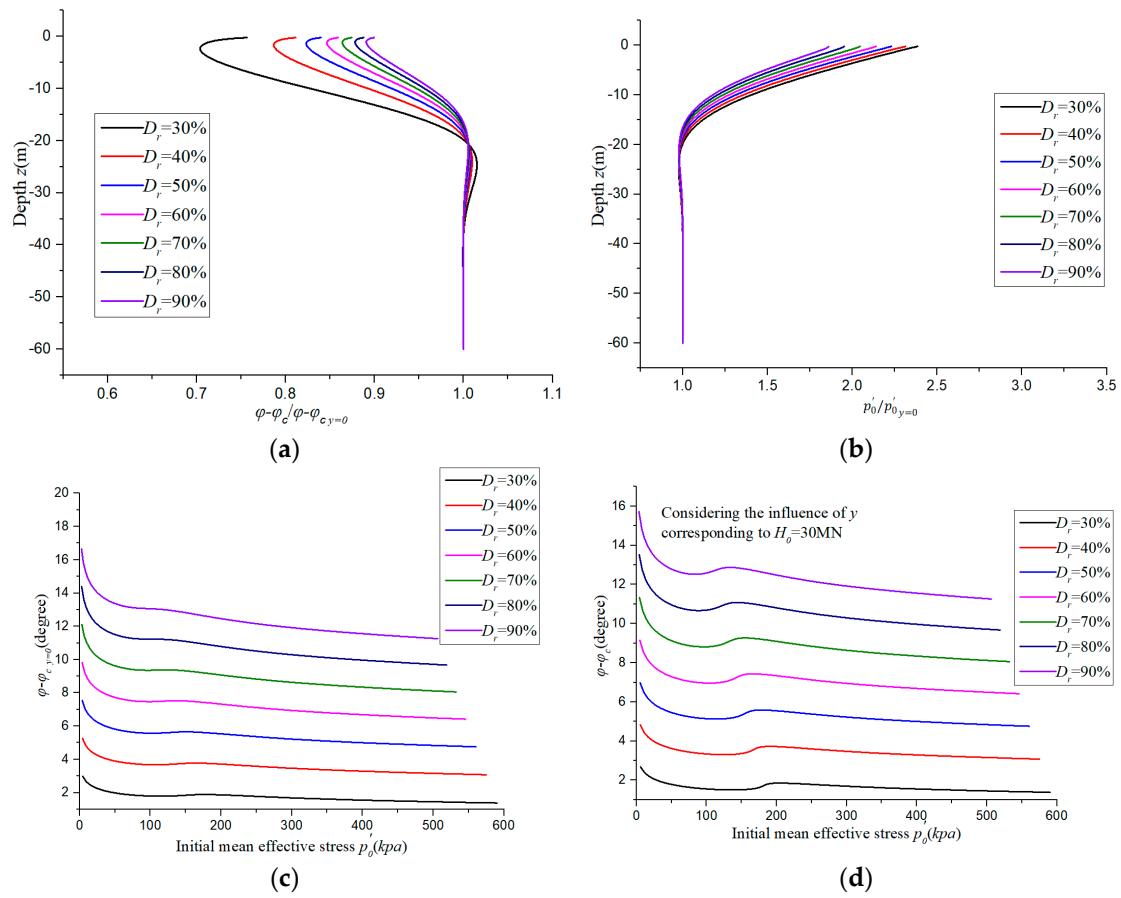 0
-10
-20
-30
-40
-50
-60
Depth z(m)
D_r=30%
D_r=40%
D_r=50%
D_r=60%
D_r=70%
D_r=80%
D_r=90%
0.6 0.7 0.8 0.9 1.0 1.1
φ-φ_c/φ-φ_c y=0
(a)
0
-10
-20
-30
-40
-50
-60
Depth z(m)
D_r=30%
D_r=40%
D_r=50%
D_r=60%
D_r=70%
D_r=80%
D_r=90%
1.0 1.5 2.0 2.5 3.0 3.5
p'_0/p'_0 y=0
(b)
20
18
16
14
12
10
8
6
4
2
φ-φ_c y=0(degree)
D_r=30%
D_r=40%
D_r=50%
D_r=60%
D_r=70%
D_r=80%
D_r=90%
0 100 200 300 400 500 600
Initial mean effective stress p'_0(kpa)
(c)
16
14
12
10
8
6
4
2
φ-φ_c(degree)
Considering the influence of y
corresponding to H_0=30MN
D_r=30%
D_r=40%
D_r=50%
D_r=60%
D_r=70%
D_r=80%
D_r=90%
0 100 200 300 400 500 600
Initial mean effective stress p'_0(kpa)
(d)